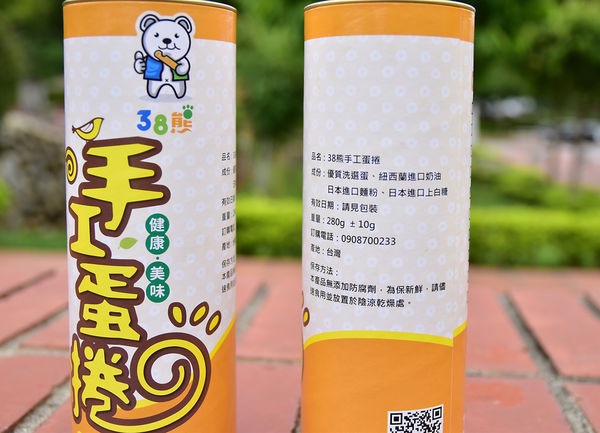 38熊
手工蛋捲
健康·美味
品名:38熊手工蛋捲
成份:優質洗選蛋、紐西蘭進口奶油
日本進口麵粉、日本進口上白糖
有效日期:請見包裝
重量:280g ±10g
訂購電話:0908700233
產地:台灣
保存方法:
本產品無添加防腐劑,為保新鮮,請儘
速食用並放置於陰涼乾燥處。